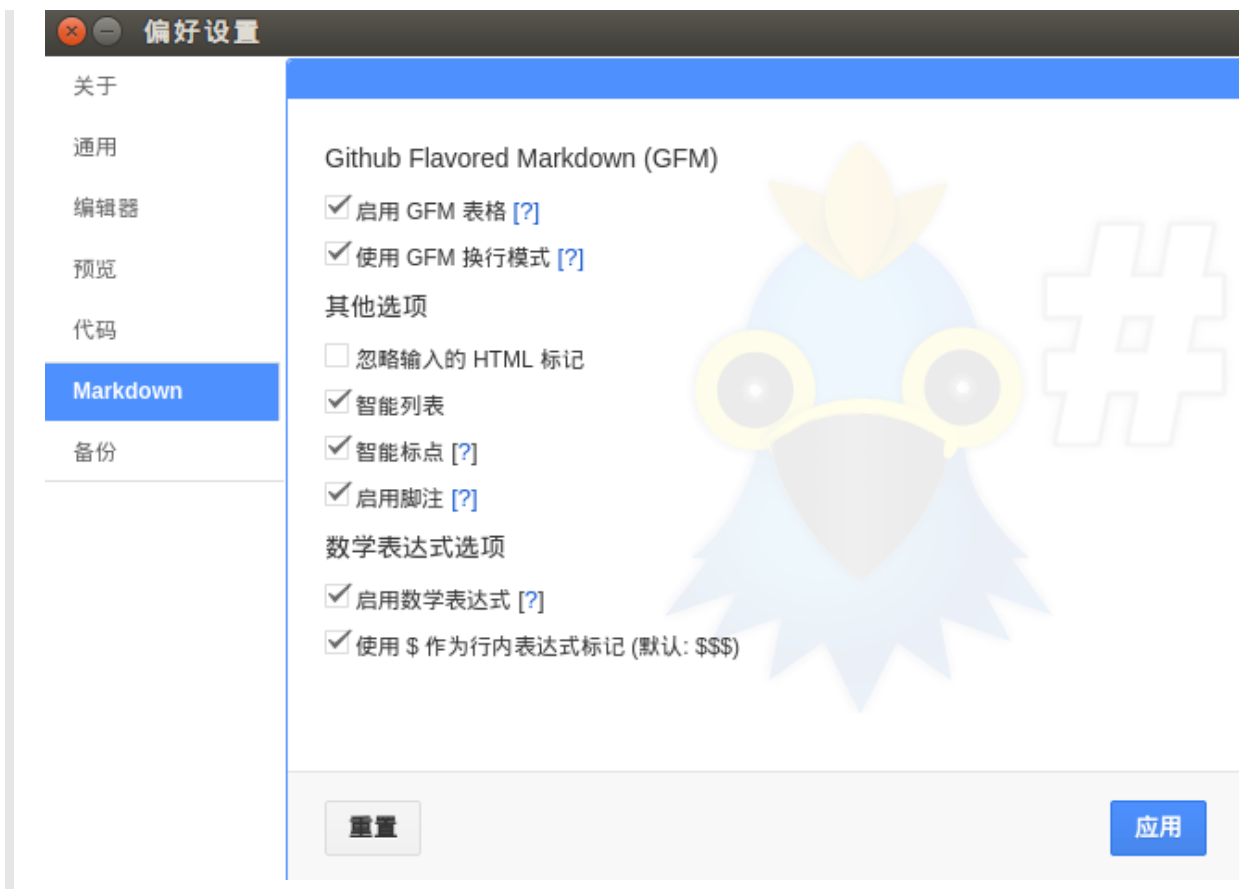 偏好设置
关于
通用
编辑器
预览
代码
Markdown
备份
Github Flavored Markdown (GFM)
启用 GFM 表格 [?]
使用 GFM 换行模式 [?]
其他选项
忽略输入的 HTML 标记
智能列表
智能标点 [?]
启用脚注 [?]
数学表达式选项
启用数学表达式 [?]
使用 $ 作为行内表达式标记 (默认: $$$)
#
重置
应用